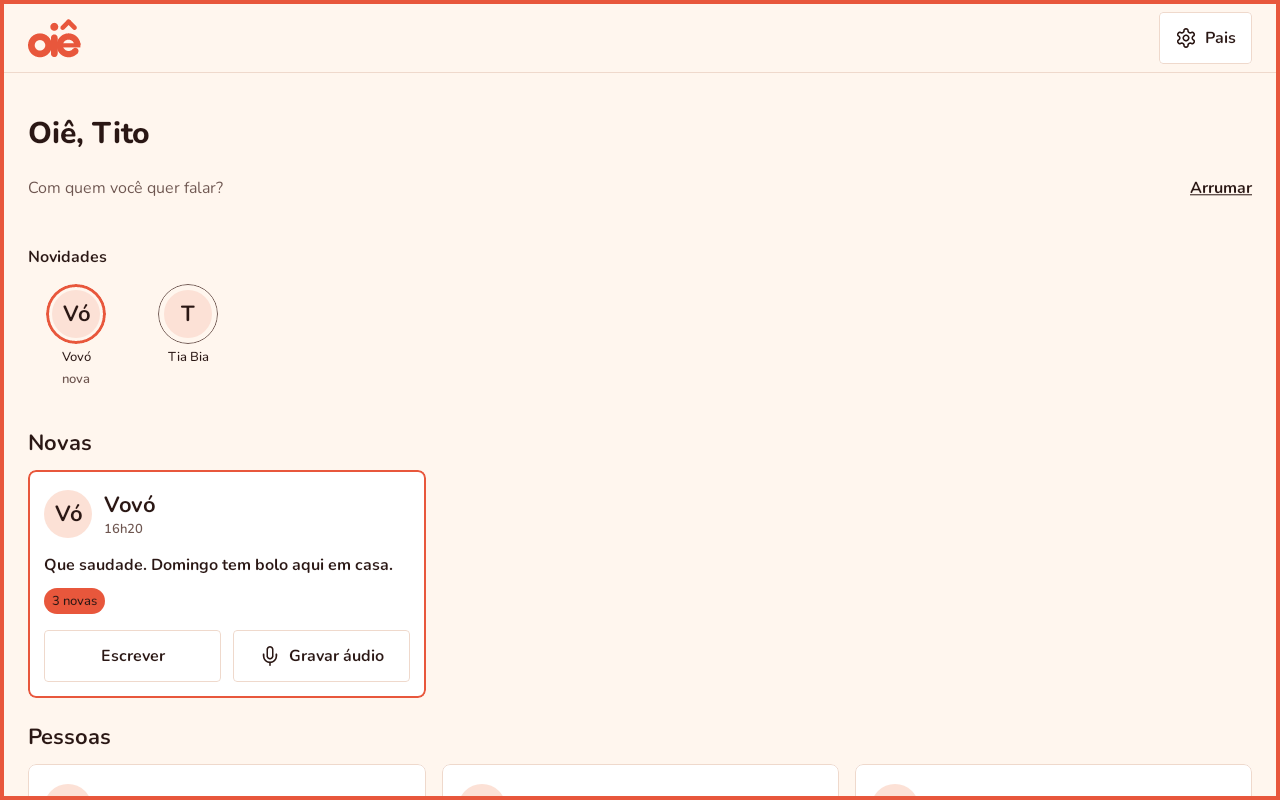 oiê
Pais
Oiê, Tito
Com quem você quer falar?
Arrumar
Novidades
Vó
T
Vovó
Tia Bia
nova
Novas
Vó
Vovó
16h20
Que saudade. Domingo tem bolo aqui em casa.
3 novas
Escrever
Gravar áudio
Pessoas